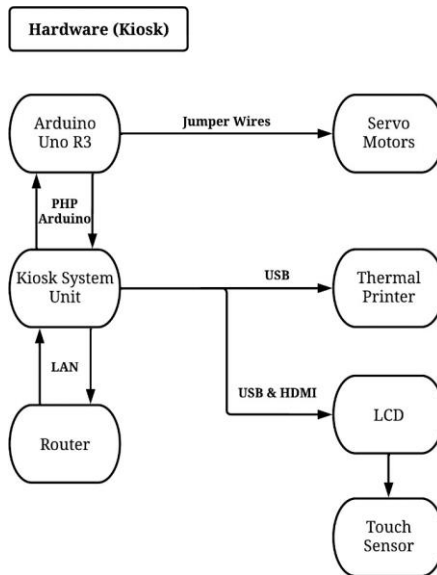 Hardware (Kiosk)
Arduino
Uno R3
Jumper Wires
Servo
Motors
PHP
Arduino
Kiosk System
Unit
USB
Thermal
Printer
LAN
USB & HDMI
Router
LCD
Touch
Sensor